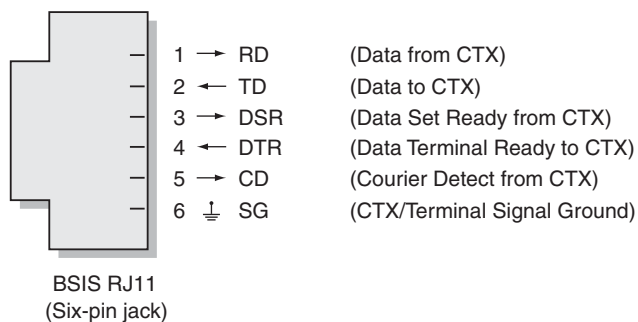 1 → RD (Data from CTX)
2 ← TD (Data to CTX)
3 → DSR (Data Set Ready from CTX)
4 ← DTR (Data Terminal Ready to CTX)
5 → CD (Courier Detect from CTX)
6 ⏚ SG (CTX/Terminal Signal Ground)
BSIS RJ11
(Six-pin jack)